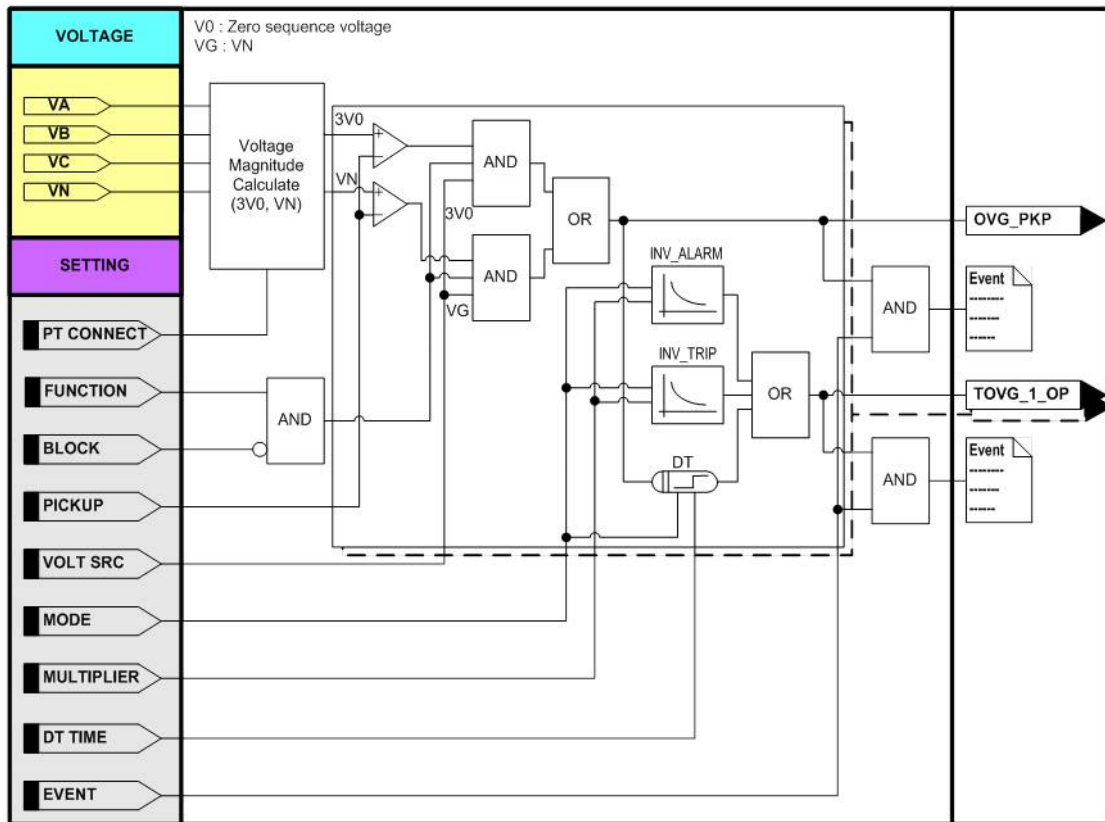 VOLTAGE
V0 : Zero sequence voltage
VG : VN
VA
VB
VC
VN
Voltage
Magnitude
Calculate
(3V0, VN)
3V0
VN
AND
3V0
AND
VG
OR
OVG_PKP
SETTING
INV_ALARM
AND
Event
PT CONNECT
INV_TRIP
FUNCTION
AND
OR
TOVG_1_OP
BLOCK
DT
AND
Event
PICKUP
VOLT SRC
MODE
MULTIPLIER
DT TIME
EVENT